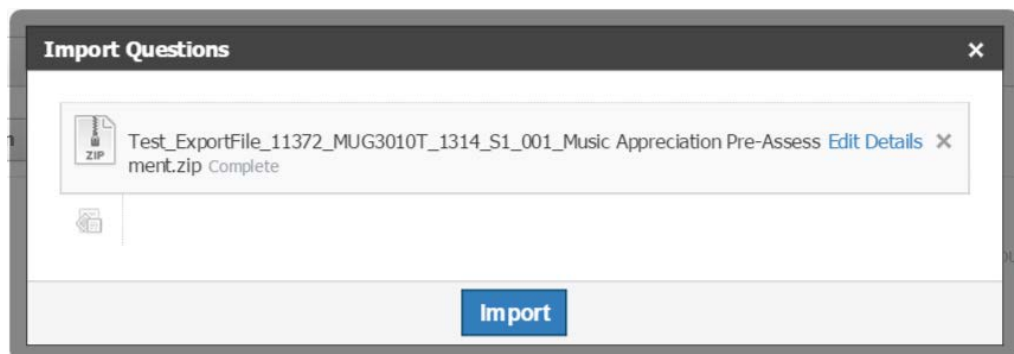 Import Questions
ZIP
Test_ExportFile_11372_MUG3010T_1314_S1_001_Music Appreciation Pre-Assess Edit Details
ment.zip Complete
Import